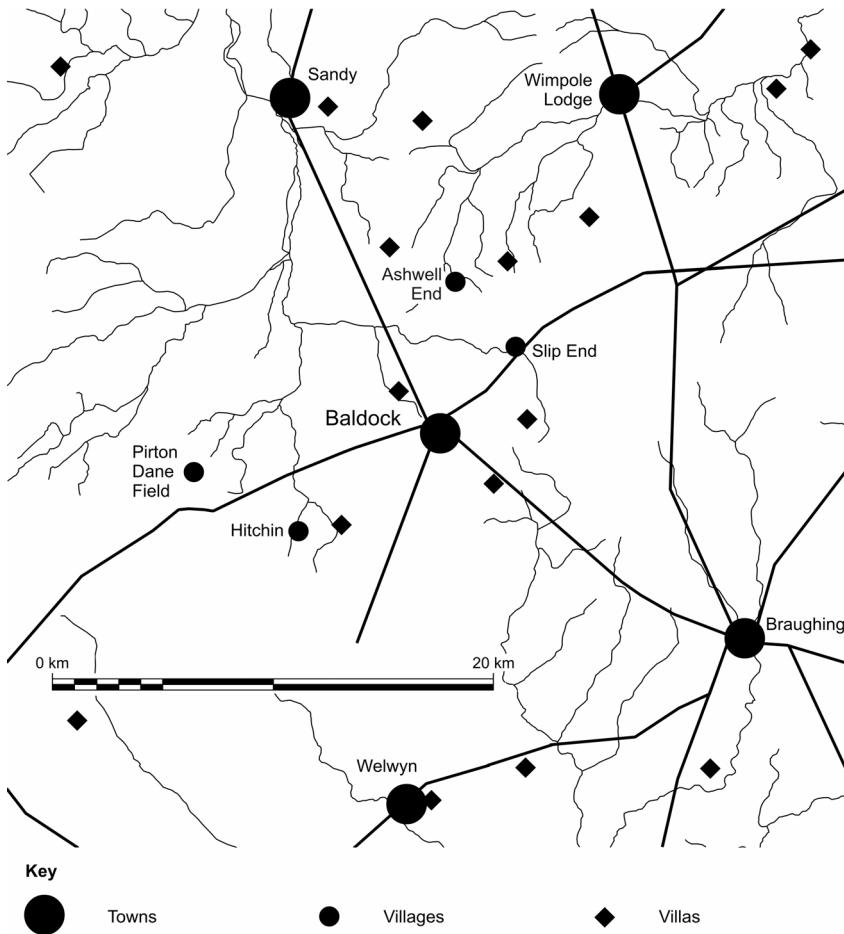 Sandy
Wimpole
Lodge
Ashwell
End
Slip End
Baldock
Pirton
Dane
Field
Hitchin
Braughing
0 km
20 km
Welwyn
Key
Towns
Villages
Villas